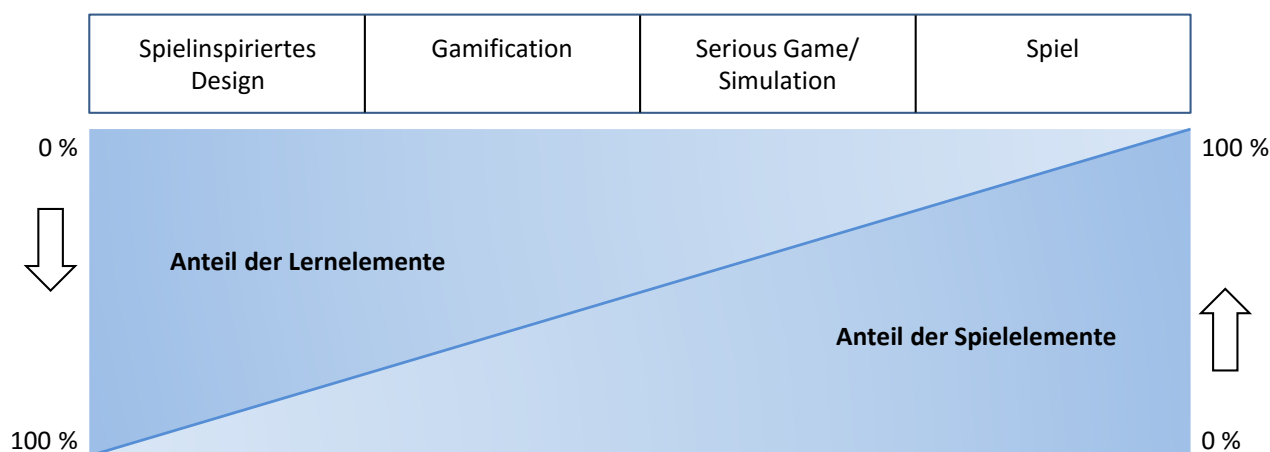 Spielinspiriertes
Design
Gamification
Serious Game/
Simulation
Spiel
0 %
100 %
Anteil der Lernelemente
Anteil der Spielelemente
100 %
0 %